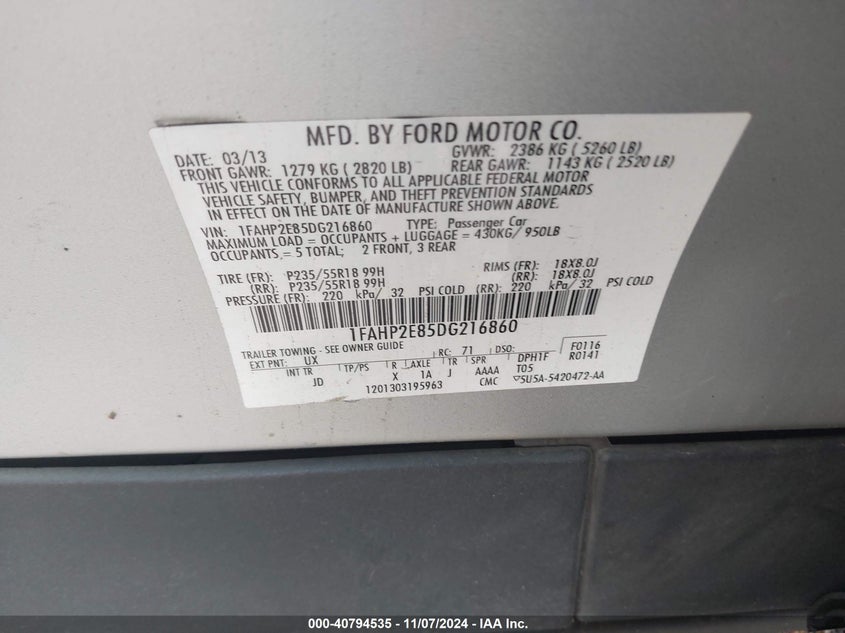 MFD. BY FORD MOTOR CO.
DATE: 03/13 GVWR: 2386 KG ( 5260 LB)
FRONT GAWR: 1279 KG ( 2820 LB) REAR GAWR: 1143 KG ( 2520 LB)
THIS VEHICLE CONFORMS TO ALL APPLICABLE FEDERAL MOTOR
VEHICLE SAFETY, BUMPER, AND THEFT PREVENTION STANDARDS
IN EFFECT ON THE DATE OF MANUFACTURE SHOWN ABOVE.
VIN: 1FAHP2E85DG216860 TYPE: Passenger Car
MAXIMUM LOAD = OCCUPANTS + LUGGAGE = 430KG/ 950LB
OCCUPANTS = 5 TOTAL; 2 FRONT, 3 REAR
TIRE (FR): P235/55R18 99H RIMS (FR): 18X8.0J
(RR): P235/55R18 99H (RR): 18X8.0J
PRESSURE (FR): 220 kPa/ 32 PSI COLD (RR): 220 kPa/ 32 PSI COLD
1FAHP2E85DG216860
TRAILER TOWING - SEE OWNER GUIDE
EXT PNT: UX RC: 71 DSO: F0116
INT TR TP/PS R AXLE TR SPR DPH1F R0141
JD X 1A J AAAA T05
1201303195963 CMC 5U5A-5420472-AA
000-40794535 - 11/07/2024 - IAA Inc.